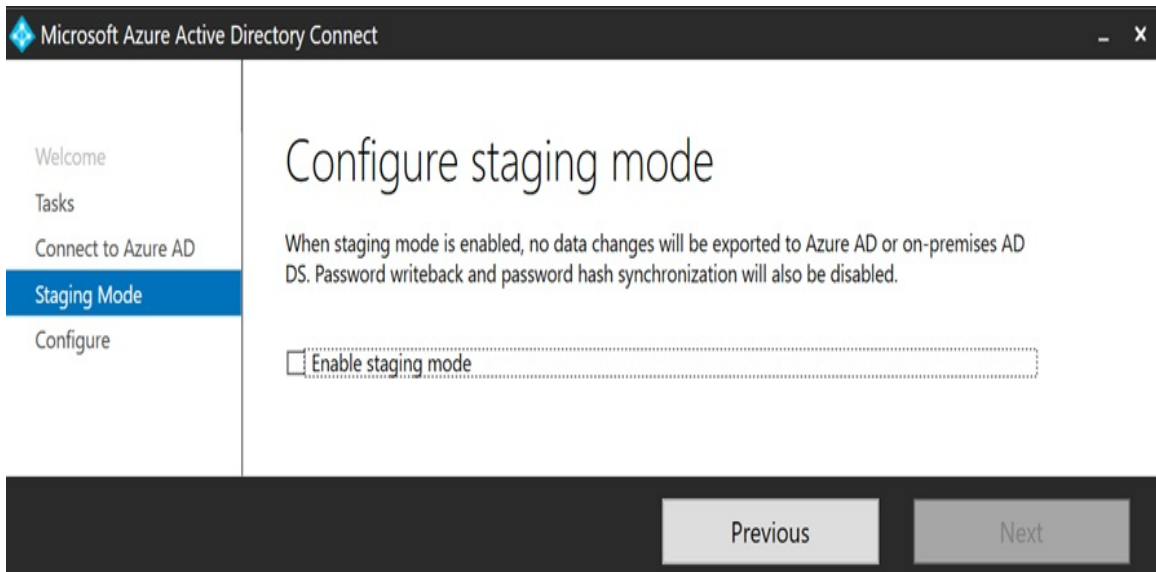 Microsoft Azure Active Directory Connect
Welcome
Tasks
Connect to Azure AD
Staging Mode
Configure
Configure staging mode
When staging mode is enabled, no data changes will be exported to Azure AD or on-premises AD
DS. Password writeback and password hash synchronization will also be disabled.
Enable staging mode
Previous
Next